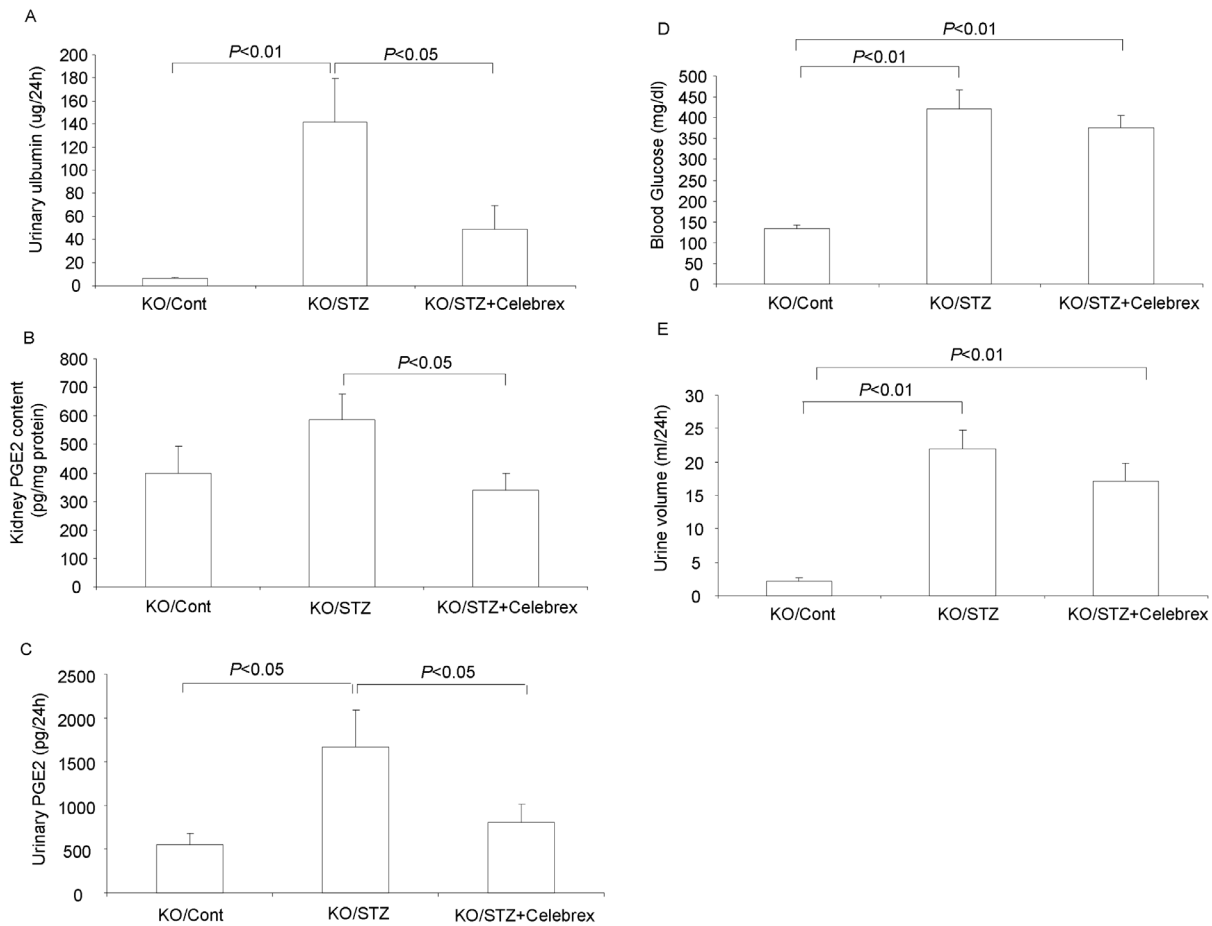 A
P<0.01
P<0.05
Urinary ulbumin (ug/24h)
200
180
160
140
120
100
80
60
40
20
0
KO/Cont KO/STZ KO/STZ+Celebrex
B
P<0.05
Kidney PGE2 content
(pg/mg protein)
800
700
600
500
400
300
200
100
0
KO/Cont KO/STZ KO/STZ+Celebrex
C
P<0.05 P<0.05
Urinary PGE2 (pg/24h)
2500
2000
1500
1000
500
0
KO/Cont KO/STZ KO/STZ+Celebrex
D
P<0.01
P<0.01
Blood Glucose (mg/dl)
500
450
400
350
300
250
200
150
100
50
0
KO/Cont KO/STZ KO/STZ+Celebrex
E
P<0.01
P<0.01
Urine volume (ml/24h)
30
25
20
15
10
5
0
KO/Cont KO/STZ KO/STZ+Celebrex